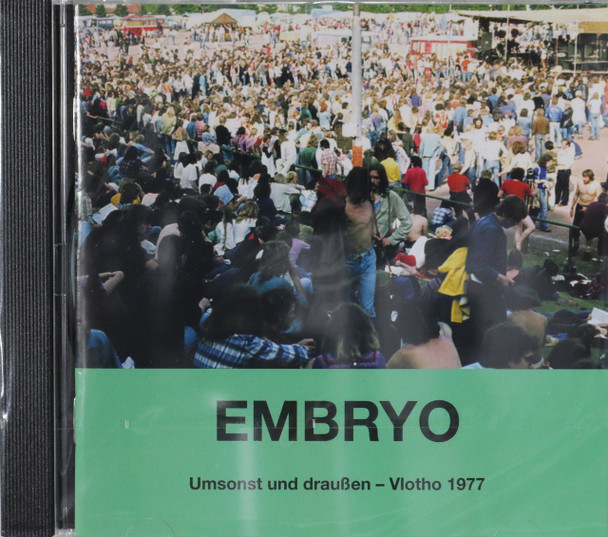 EMBRYO
Umsonst und draußen – Vlotho 1977